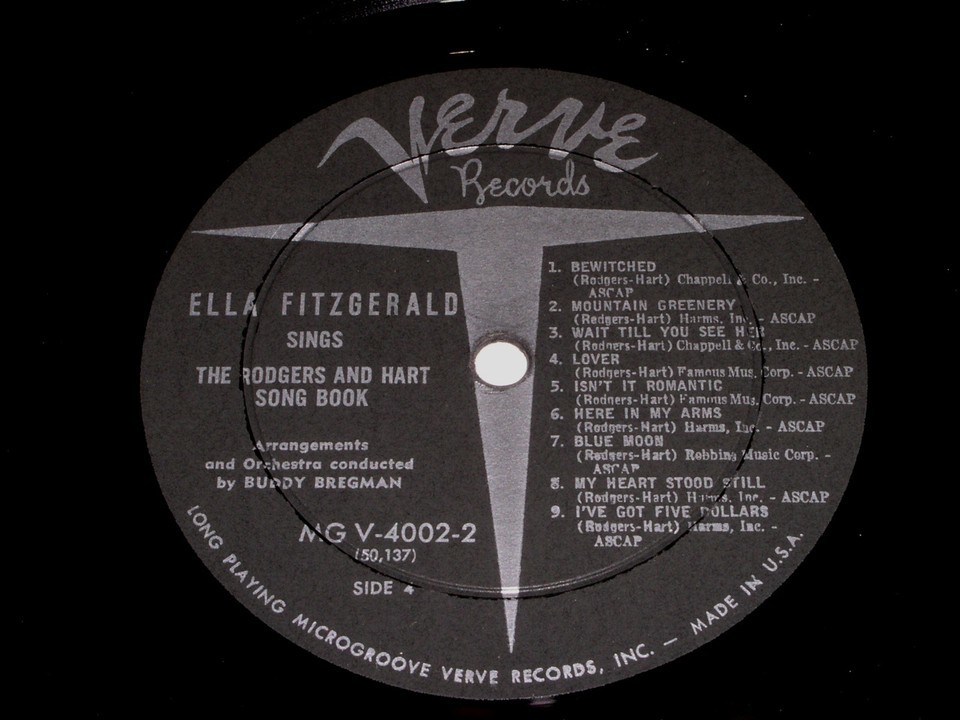 Verve
Records
ELLA FITZGERALD
SINGS
THE RODGERS AND HART
SONG BOOK
Arrangements
and Orchestra conducted
by BUDDY BREGMAN
MG V-4002-2
(50,137)
SIDE 4
1. BEWITCHED
(Rodgers-Hart) Chappell & Co., Inc. -
ASCAP
2. MOUNTAIN GREENERY
(Rodgers-Hart) Harms, Inc. - ASCAP
3. WAIT TILL YOU SEE HER
(Rodgers-Hart) Chappell & Co., Inc. - ASCAP
4. LOVER
(Rodgers-Hart) Famous Mus. Corp. - ASCAP
5. ISN'T IT ROMANTIC
(Rodgers-Hart) Famous Mus. Corp. - ASCAP
6. HERE IN MY ARMS
(Rodgers-Hart) Harms, Inc. - ASCAP
7. BLUE MOON
(Rodgers-Hart) Robbins Music Corp. -
ASCAP
8. MY HEART STOOD STILL
(Rodgers-Hart) Harms, Inc. - ASCAP
9. I'VE GOT FIVE DOLLARS
(Rodgers-Hart) Harms, Inc. -
ASCAP
LONG PLAYING MICROGROOVE VERVE RECORDS, INC. — MADE IN U.S.A.